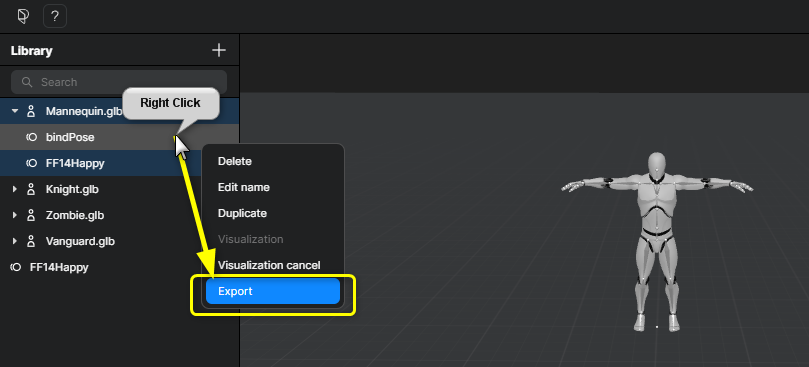 ?
Library
Search
Mannequin.glb
Right Click
bindPose
FF14Happy
Knight.glb
Zombie.glb
Vanguard.glb
FF14Happy
Delete
Edit name
Duplicate
Visualization
Visualization cancel
Export